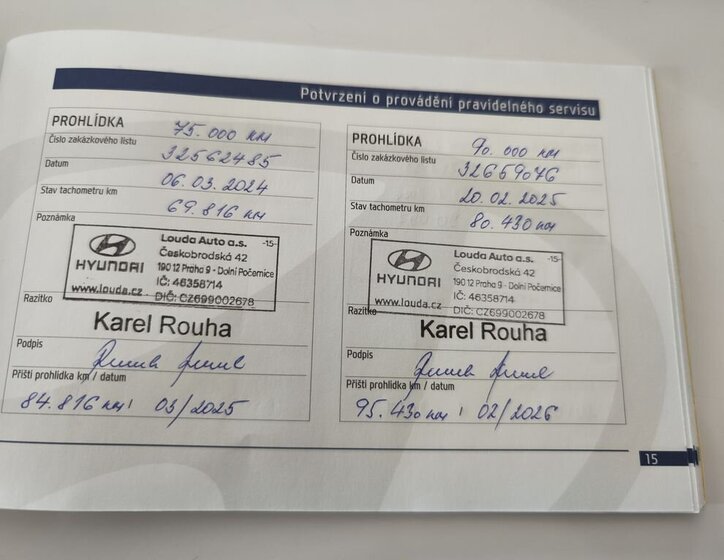 Potvrzení o provádění pravidelného servisu
PROHLÍDKA 75.000 KM
Číslo zakázkového listu 32562485
Datum 06.03.2024
Stav tachometru km 69.816 KM
Poznámka
HYUNDAI
www.louda.cz
Louda Auto a.s. -15-
Českobrodská 42
190 12 Praha 9 - Dolní Počernice
IČ: 46358714
DIČ: CZ699002678
Razítko
Karel Rouha
Podpis
Příští prohlídka km / datum
84.816 KM 03/2025
PROHLÍDKA 90.000 KM
Číslo zakázkového listu 32659076
Datum 20.02.2025
Stav tachometru km 80.430 KM
Poznámka
HYUNDAI
www.louda.cz
Louda Auto a.s. -15-
Českobrodská 42
190 12 Praha 9 - Dolní Počernice
IČ: 46358714
DIČ: CZ699002678
Razítko
Karel Rouha
Podpis
Příští prohlídka km / datum
95.430 KM 02/2026
15